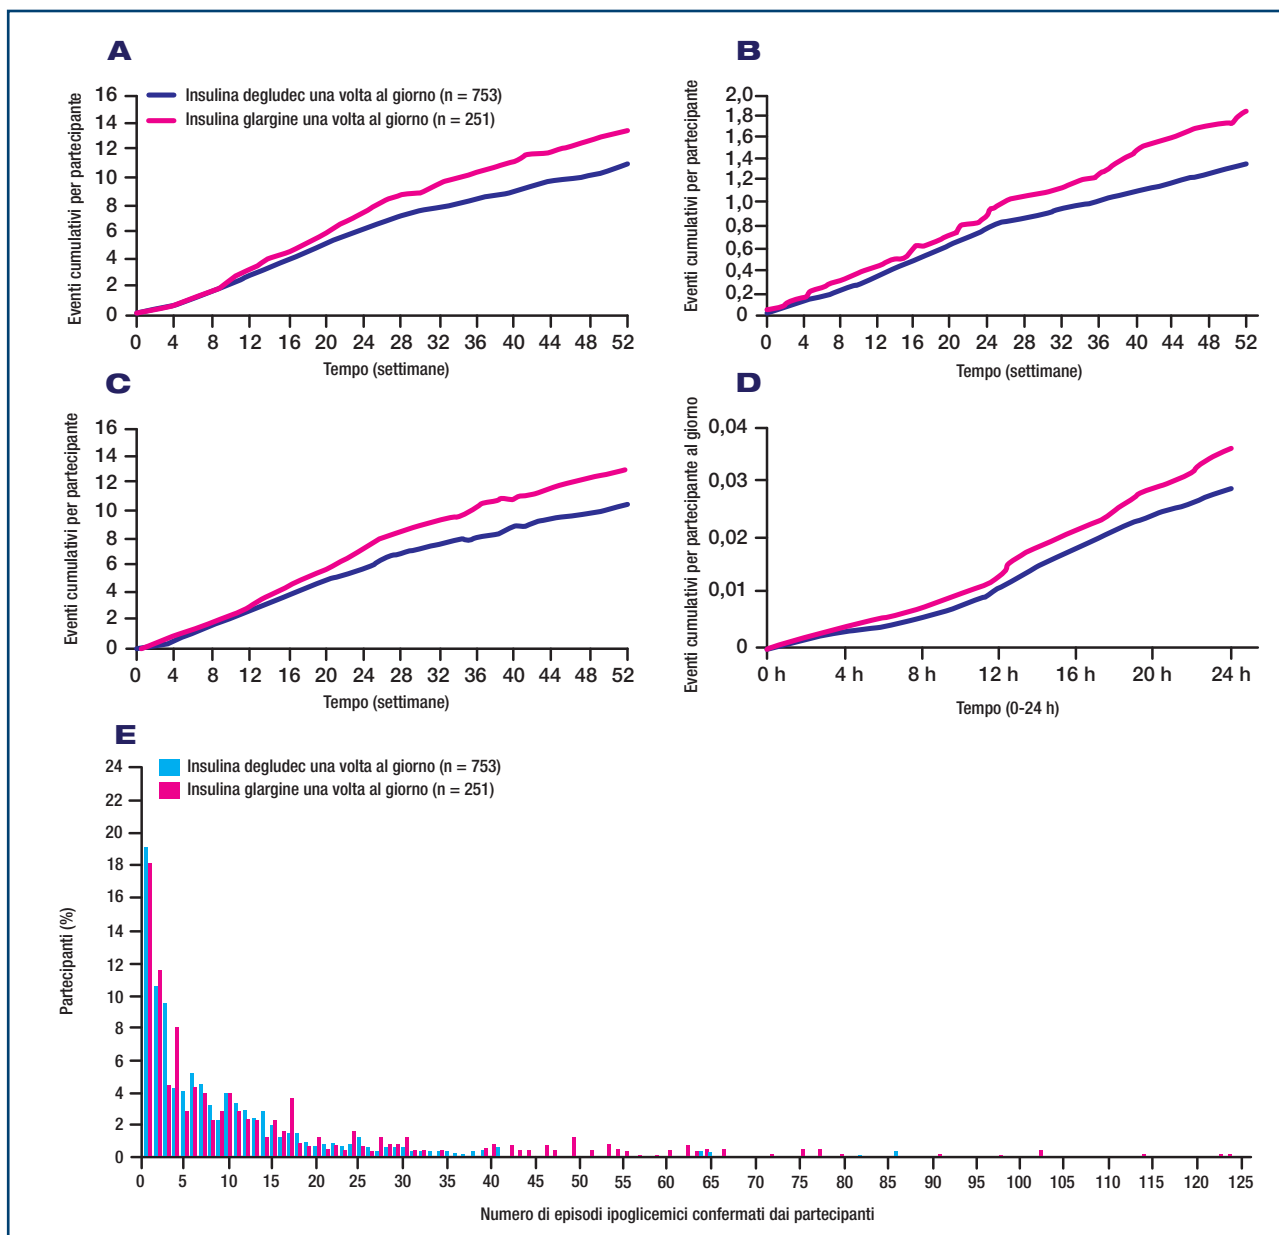 A
Eventi cumulativi per partecipante
16
14
12
10
8
6
4
2
0
Insulina degludec una volta al giorno (n = 753)
Insulina glargine una volta al giorno (n = 251)
0 4 8 12 16 20 24 28 32 36 40 44 48 52
Tempo (settimane)
B
Eventi cumulativi per partecipante
2,0
1,8
1,6
1,4
1,2
1,0
0,8
0,6
0,4
0,2
0
0 4 8 12 16 20 24 28 32 36 40 44 48 52
Tempo (settimane)
C
Eventi cumulativi per partecipante
16
14
12
10
8
6
4
2
0
0 4 8 12 16 20 24 28 32 36 40 44 48 52
Tempo (settimane)
D
Eventi cumulativi per partecipante al giorno
0,04
0,03
0,02
0,01
0
0 h 4 h 8 h 12 h 16 h 20 h 24 h
Tempo (0-24 h)
E
Partecipanti (%)
24
22
20
18
16
14
12
10
8
6
4
2
0
Insulina degludec una volta al giorno (n = 753)
Insulina glargine una volta al giorno (n = 251)
0 5 10 15 20 25 30 35 40 45 50 55 60 65 70 75 80 85 90 95 100 105 110 115 120 125
Numero di episodi ipoglicemici confermati dai partecipanti